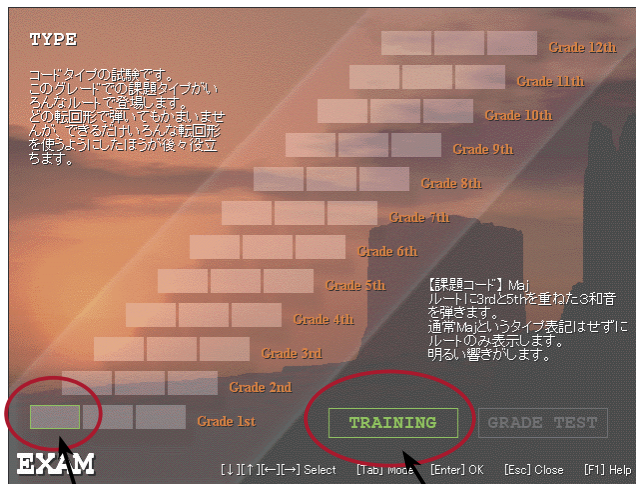 TYPE
コードタイプの試験です。
このグレードでの課題タイプがい
ろんなルートで登場します。
どの転回形で弾いてもかまいませ
んが、できるだけいろんな転回形
を使うようにしたほうが後々役立
ちます。
Grade 12th
Grade 11th
Grade 10th
Grade 9th
Grade 8th
Grade 7th
Grade 6th
Grade 5th
Grade 4th
Grade 3rd
Grade 2nd
Grade 1st
【課題コード】 Maj
ルートに3rdと5thを重ねた3和音
を弾きます。
通常Majというタイプ表記はせずに
ルートのみ表示します。
明るい響きがします。
TRAINING
GRADE TEST
EXAM
[↓][↑][←][→] Select [Tab] Mode [Enter] OK [Esc] Close [F1] Help